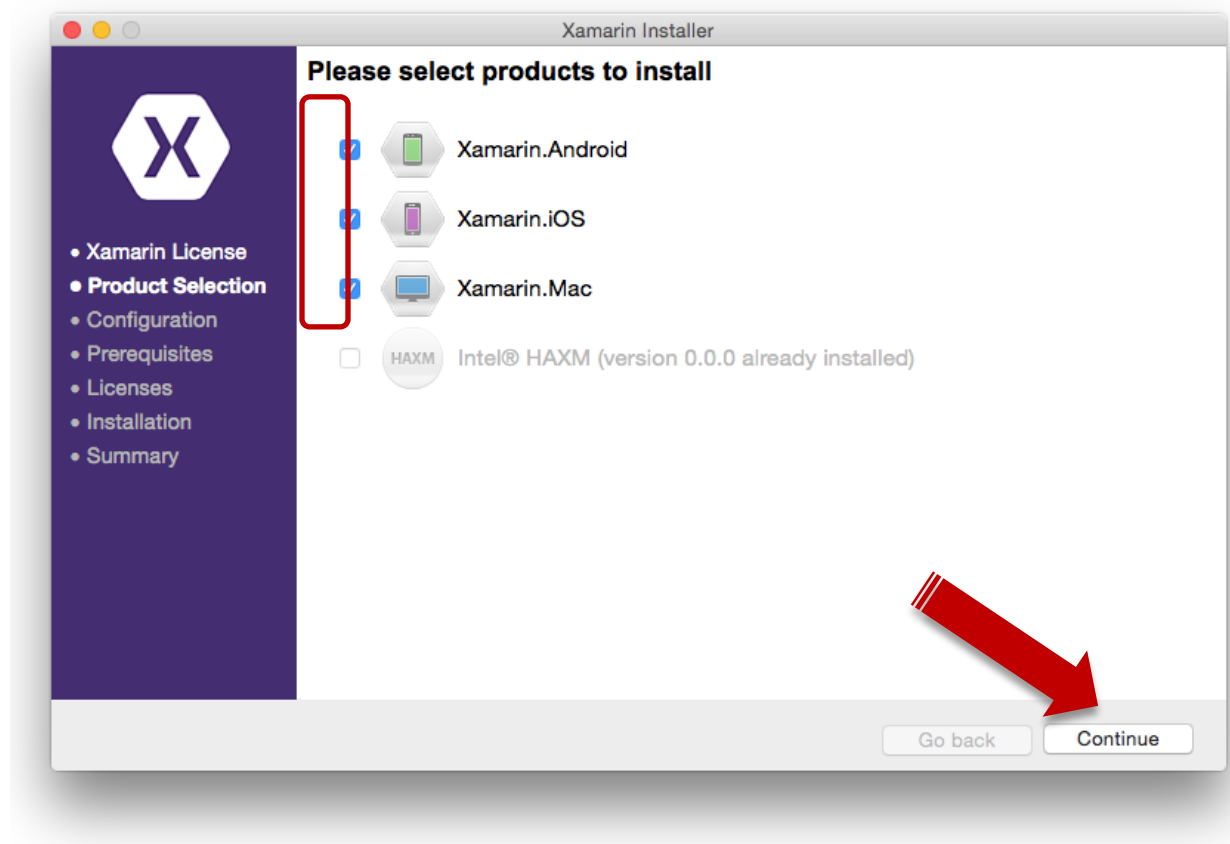 Xamarin Installer
Please select products to install
Xamarin.Android
Xamarin.iOS
Xamarin.Mac
HAXM Intel® HAXM (version 0.0.0 already installed)
X
• Xamarin License
• Product Selection
• Configuration
• Prerequisites
• Licenses
• Installation
• Summary
Go back Continue